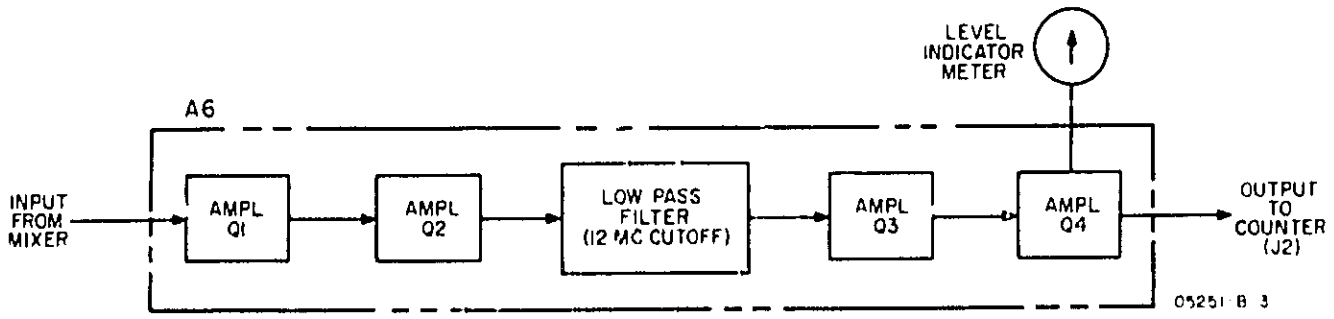 LEVEL
INDICATOR
METER
A6
INPUT
FROM
MIXER
AMPL
Q1
AMPL
Q2
LOW PASS
FILTER
(12 MC CUTOFF)
AMPL
Q3
AMPL
Q4
OUTPUT
TO
COUNTER
(J2)
05251-B-3